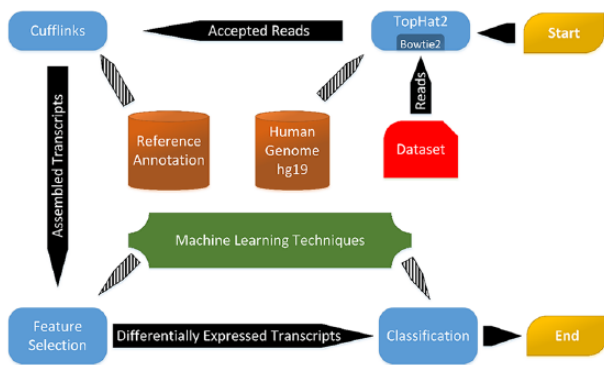 Cufflinks
Accepted Reads
TopHat2
Bowtie2
Start
Reads
Assembled Transcripts
Reference
Annotation
Human
Genome
hg19
Dataset
Machine Learning Techniques
Feature
Selection
Differentially Expressed Transcripts
Classification
End